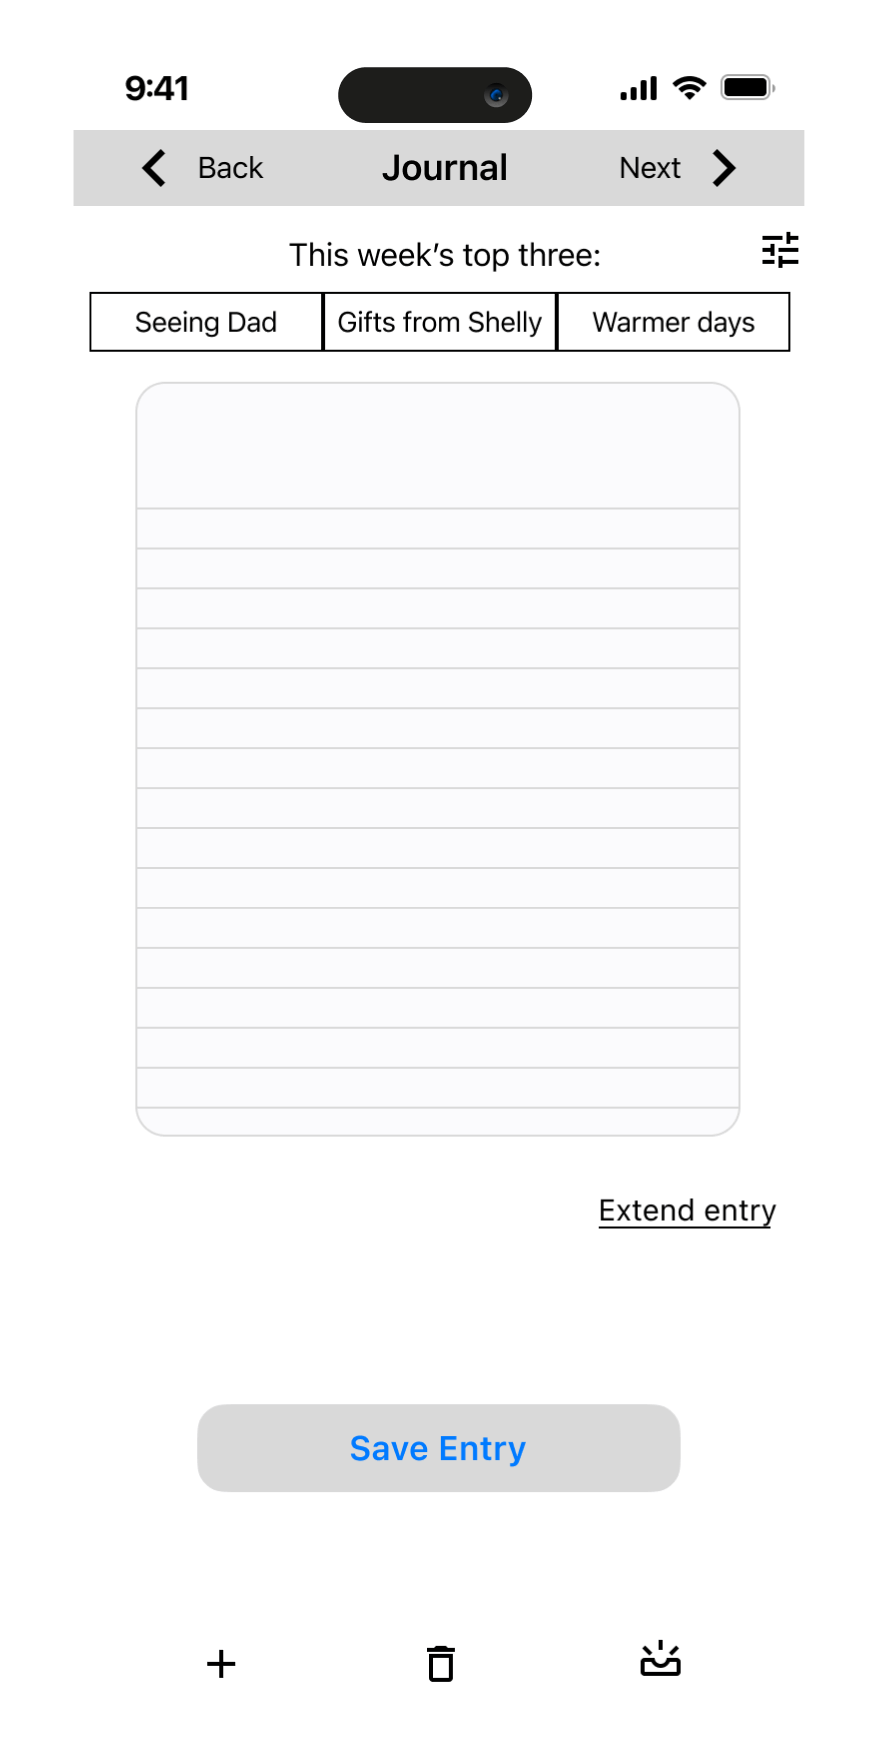 9:41
Back Journal Next
This week’s top three:
Seeing Dad Gifts from Shelly Warmer days
Extend entry
Save Entry